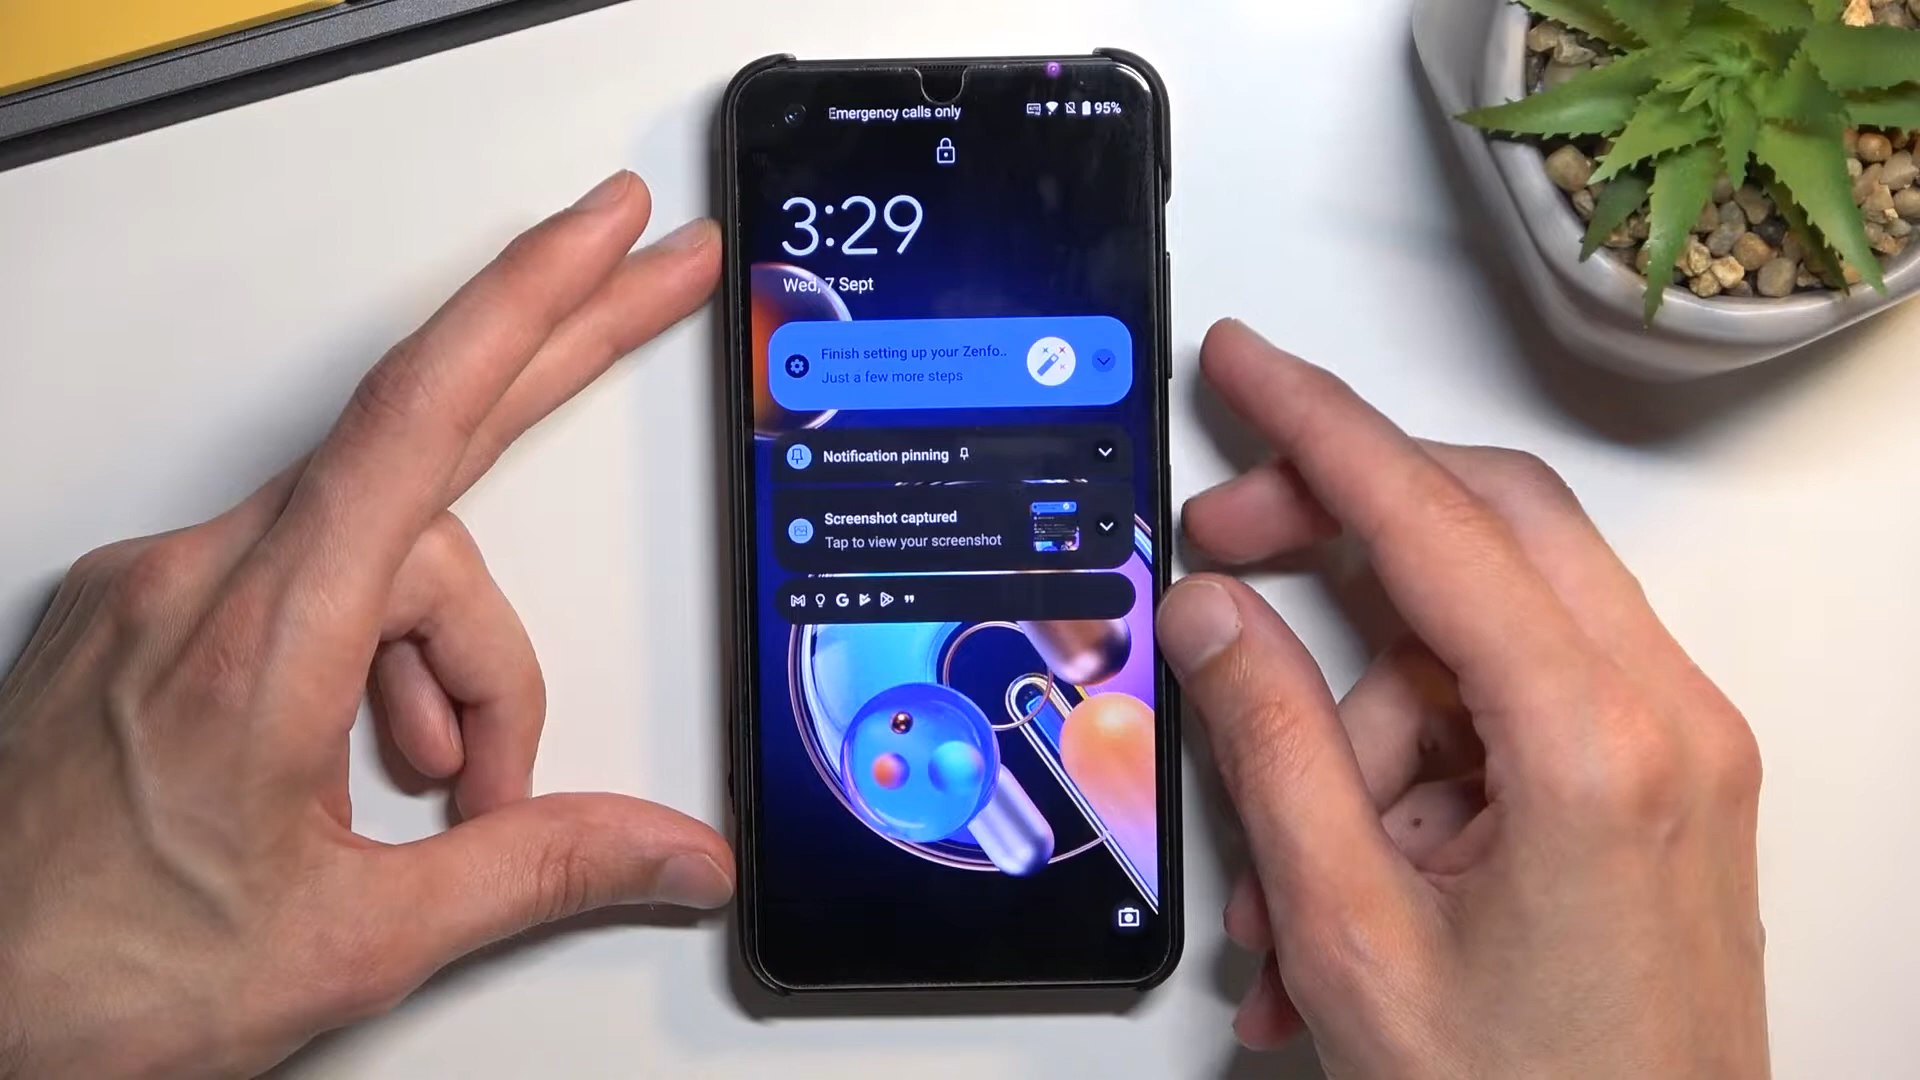 Emergency calls only
95%
3:29
Wed, 7 Sept
Finish setting up your Zenfo..
Just a few more steps
Notification pinning
Screenshot captured
Tap to view your screenshot